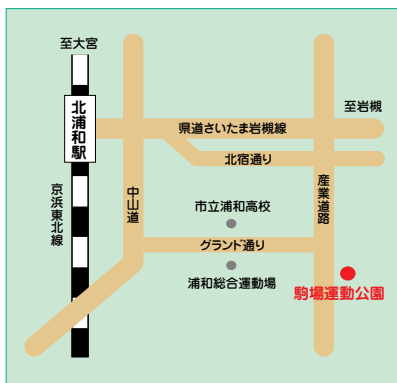 至大宮
北浦和駅
県道さいたま岩槻線
至岩槻
北宿通り
京浜東北線
中山道
産業道路
市立浦和高校
グランド通り
浦和総合運動場
駒場運動公園